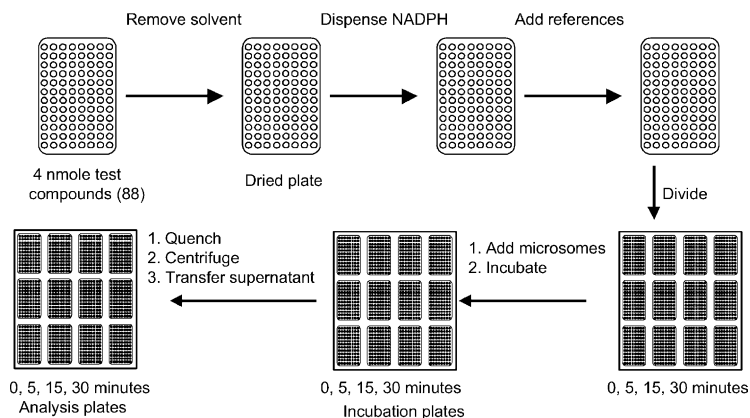 Remove solvent
Dispense NADPH
Add references
4 nmole test
compounds (88)
Dried plate
Divide
1. Quench
2. Centrifuge
3. Transfer supernatant
1. Add microsomes
2. Incubate
0, 5, 15, 30 minutes
Analysis plates
0, 5, 15, 30 minutes
Incubation plates
0, 5, 15, 30 minutes